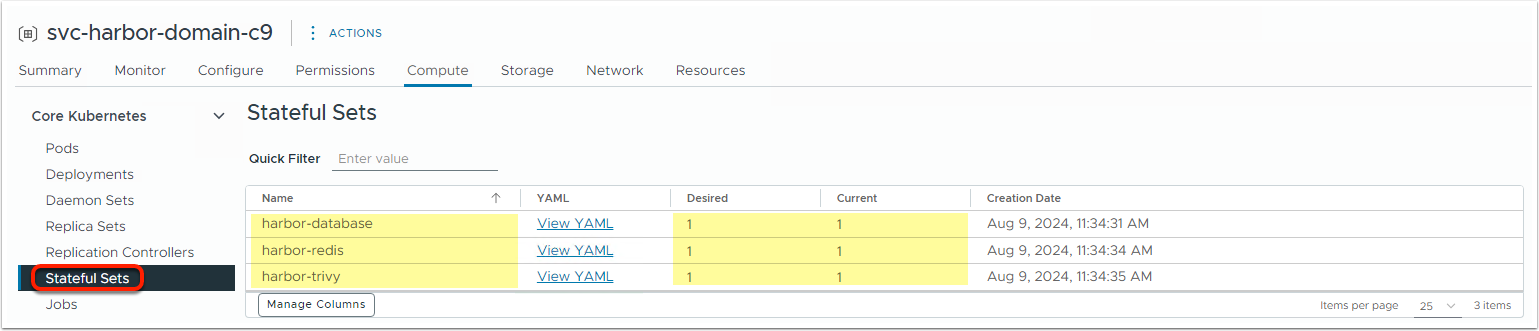 svc-harbor-domain-c9 ACTIONS
Summary Monitor Configure Permissions Compute Storage Network Resources
Core Kubernetes
Pods
Deployments
Daemon Sets
Replica Sets
Replication Controllers
Stateful Sets
Jobs
Stateful Sets
Quick Filter Enter value
Name YAML Desired Current Creation Date
harbor-database View YAML 1 1 Aug 9, 2024, 11:34:31 AM
harbor-redis View YAML 1 1 Aug 9, 2024, 11:34:34 AM
harbor-trivy View YAML 1 1 Aug 9, 2024, 11:34:35 AM
Manage Columns Items per page 25 3 items